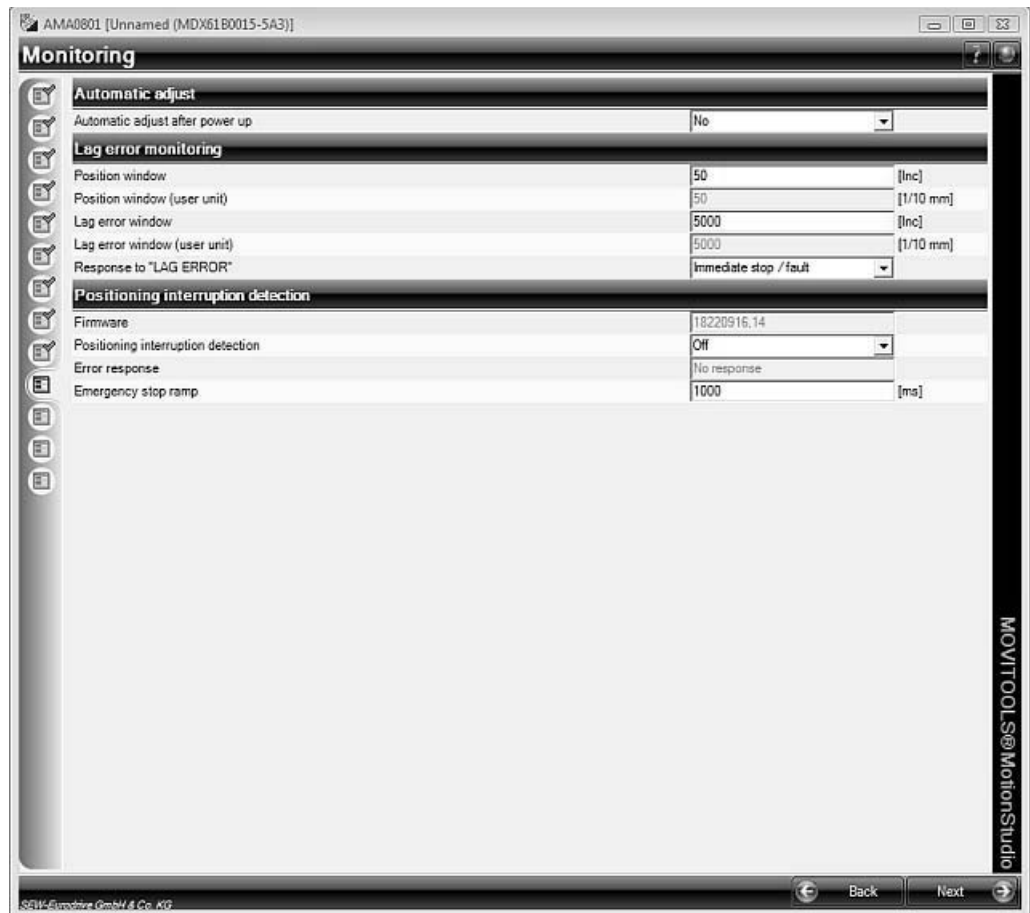 AMA0801 [Unnamed (MDX61B0015-5A3)]
Monitoring
?
Automatic adjust
Automatic adjust after power up No
Lag error monitoring
Position window 50 [Inc]
Position window (user unit) 50 [1/10 mm]
Lag error window 5000 [Inc]
Lag error window (user unit) 5000 [1/10 mm]
Response to "LAG ERROR" Immediate stop / fault
Positioning interruption detection
Firmware 18220916,14
Positioning interruption detection Off
Error response No response
Emergency stop ramp 1000 [ms]
MOVITOOLS®MotionStudio
Back Next
SEW-Eurodrive GmbH & Co. KG